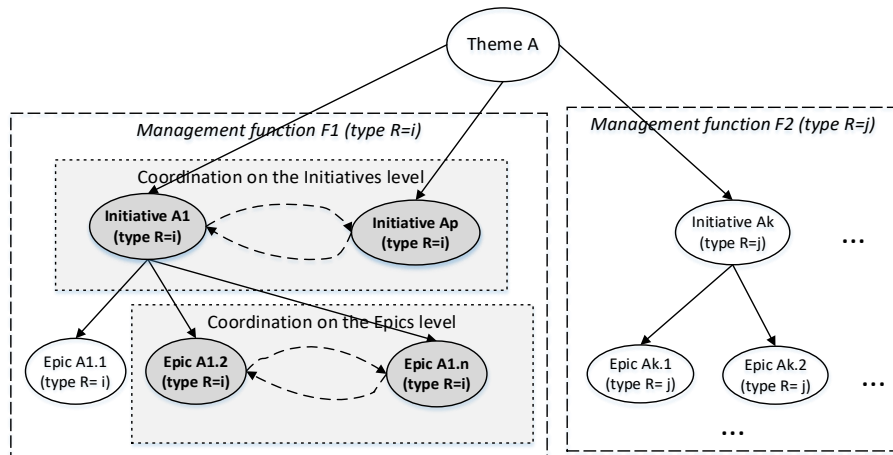 Theme A
Management function F1 (type R=i)
Management function F2 (type R=j)
Coordination on the Initiatives level
Initiative A1
(type R=i)
Initiative Ap
(type R=i)
Initiative Ak
(type R=j)
...
Coordination on the Epics level
Epic A1.1
(type R= i)
Epic A1.2
(type R=i)
Epic A1.n
(type R=i)
Epic Ak.1
(type R= j)
Epic Ak.2
(type R= j)
...
...